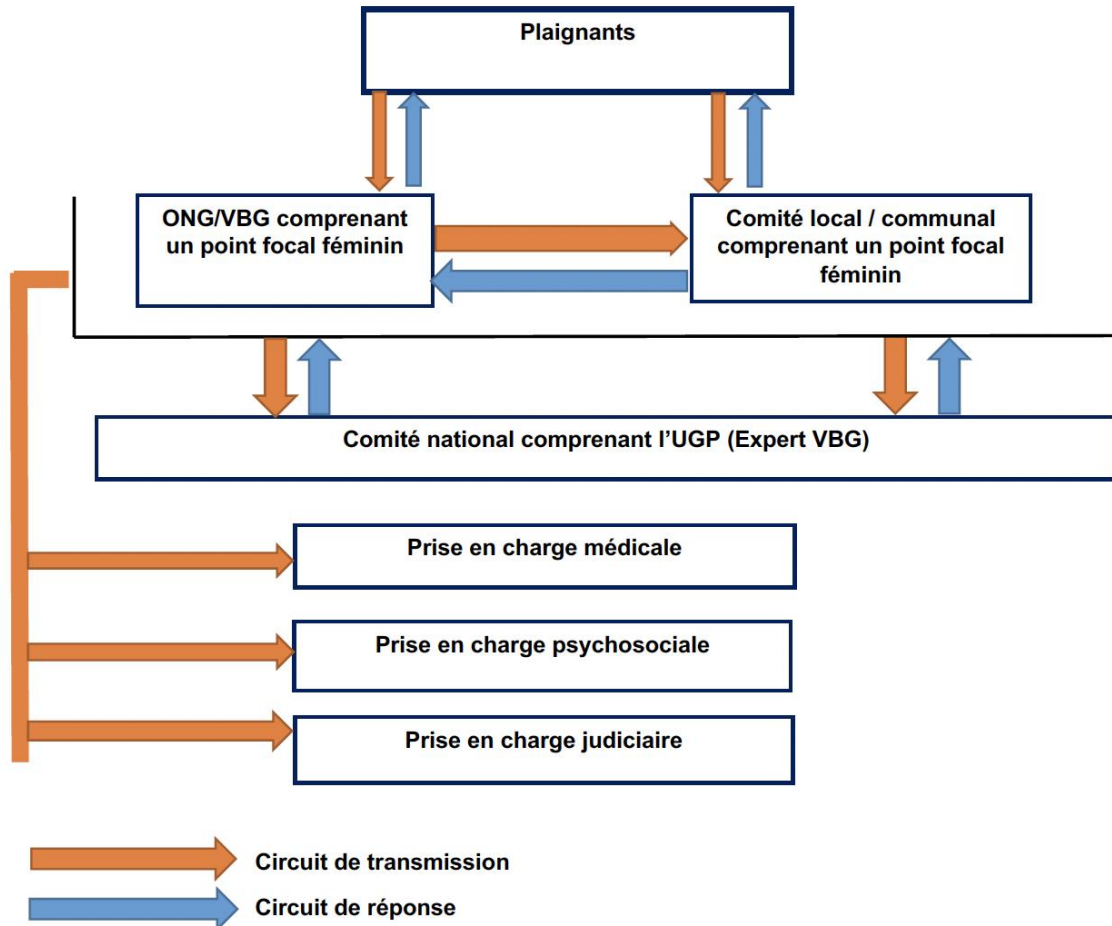 Plaignants
ONG/VBG comprenant
un point focal féminin
Comité local / communal
comprenant un point focal
féminin
Comité national comprenant l'UGP (Expert VBG)
Prise en charge médicale
Prise en charge psychosociale
Prise en charge judiciaire
Circuit de transmission
Circuit de réponse